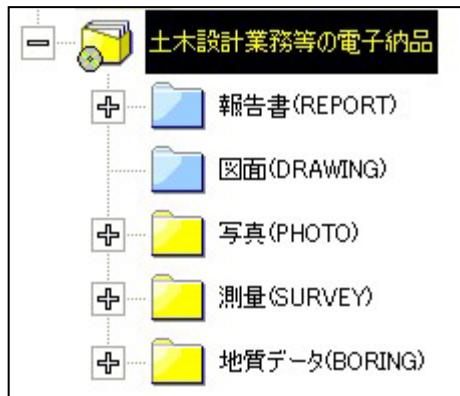 土木設計業務等の電子納品
報告書(REPORT)
図面(DRAWING)
写真(PHOTO)
測量(SURVEY)
地質データ(BORING)